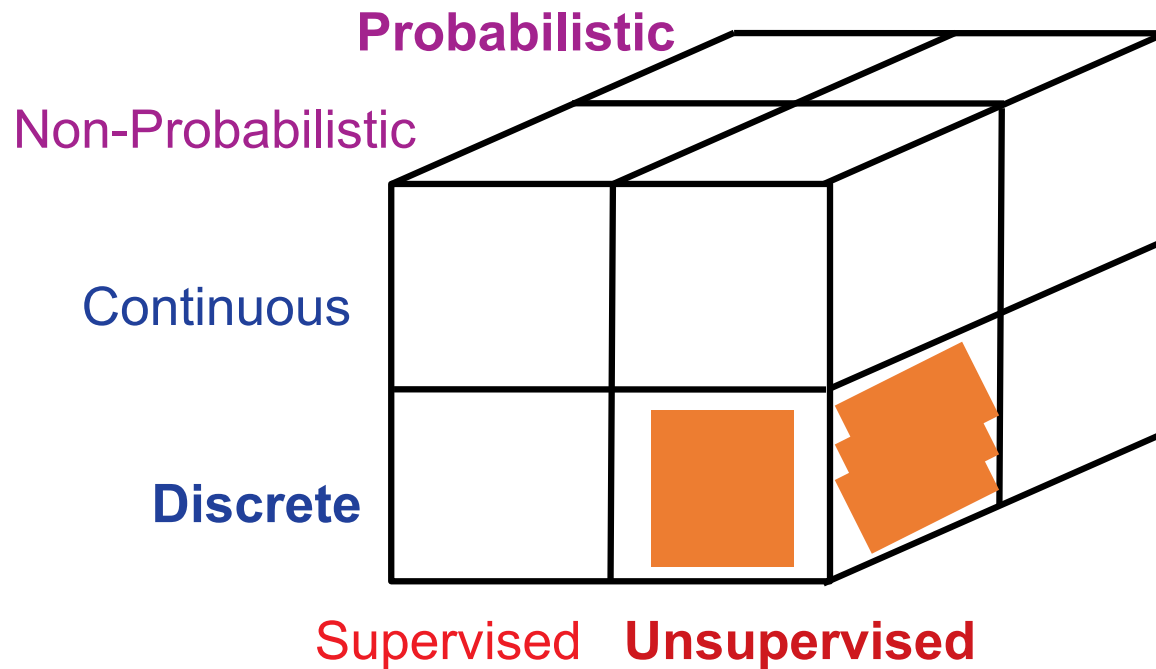 Probabilistic
Non-Probabilistic
Continuous
Discrete
Supervised Unsupervised